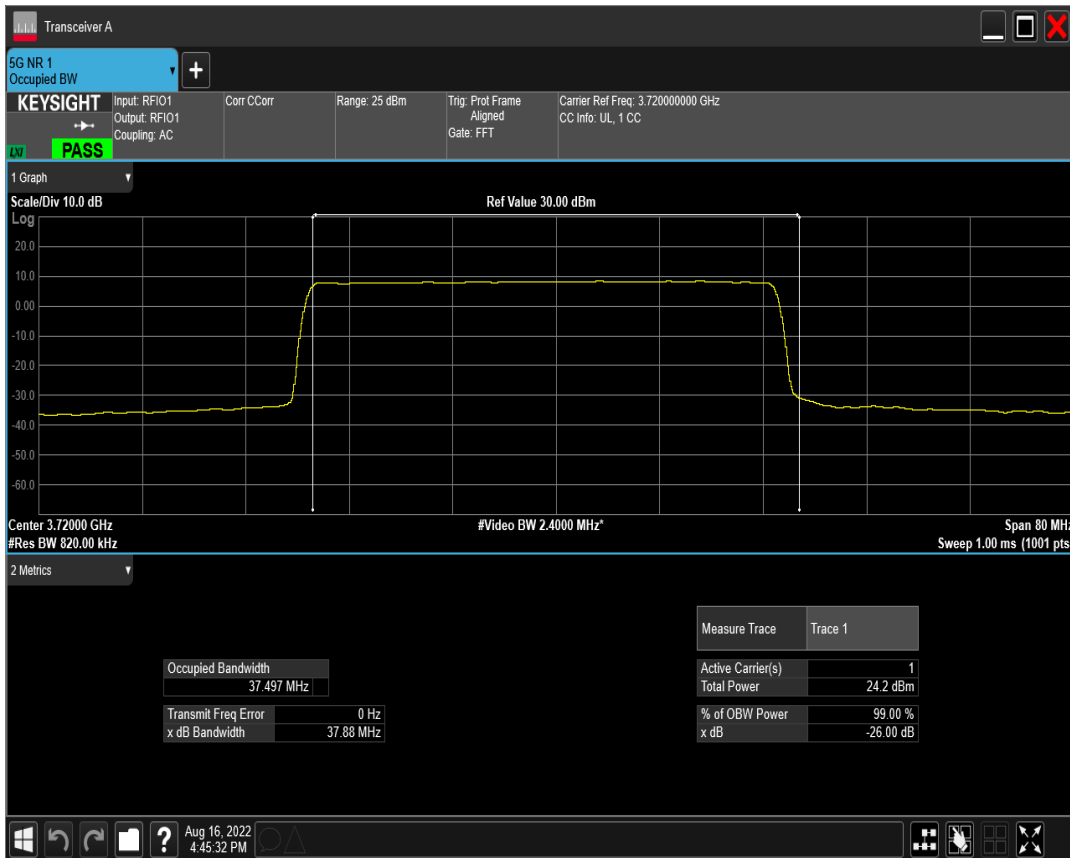 Transceiver A
5G NR 1
Occupied BW
KEYSIGHT
LXI
PASS
Input: RFIO1
Output: RFIO1
Coupling: AC
Corr CCorr
Range: 25 dBm
Trig: Prot Frame
Aligned
Gate: FFT
Carrier Ref Freq: 3.720000000 GHz
CC Info: UL, 1 CC
1 Graph
Scale/Div 10.0 dB
Ref Value 30.00 dBm
Log
20.0
10.0
0.00
-10.0
-20.0
-30.0
-40.0
-50.0
-60.0
Center 3.72000 GHz
#Video BW 2.4000 MHz*
Span 80 MHz
#Res BW 820.00 kHz
Sweep 1.00 ms (1001 pts
2 Metrics
Measure Trace Trace 1
Occupied Bandwidth
37.497 MHz
Active Carrier(s) 1
Total Power 24.2 dBm
Transmit Freq Error 0 Hz
x dB Bandwidth 37.88 MHz
% of OBW Power 99.00 %
x dB -26.00 dB
?
Aug 16, 2022
4:45:32 PM